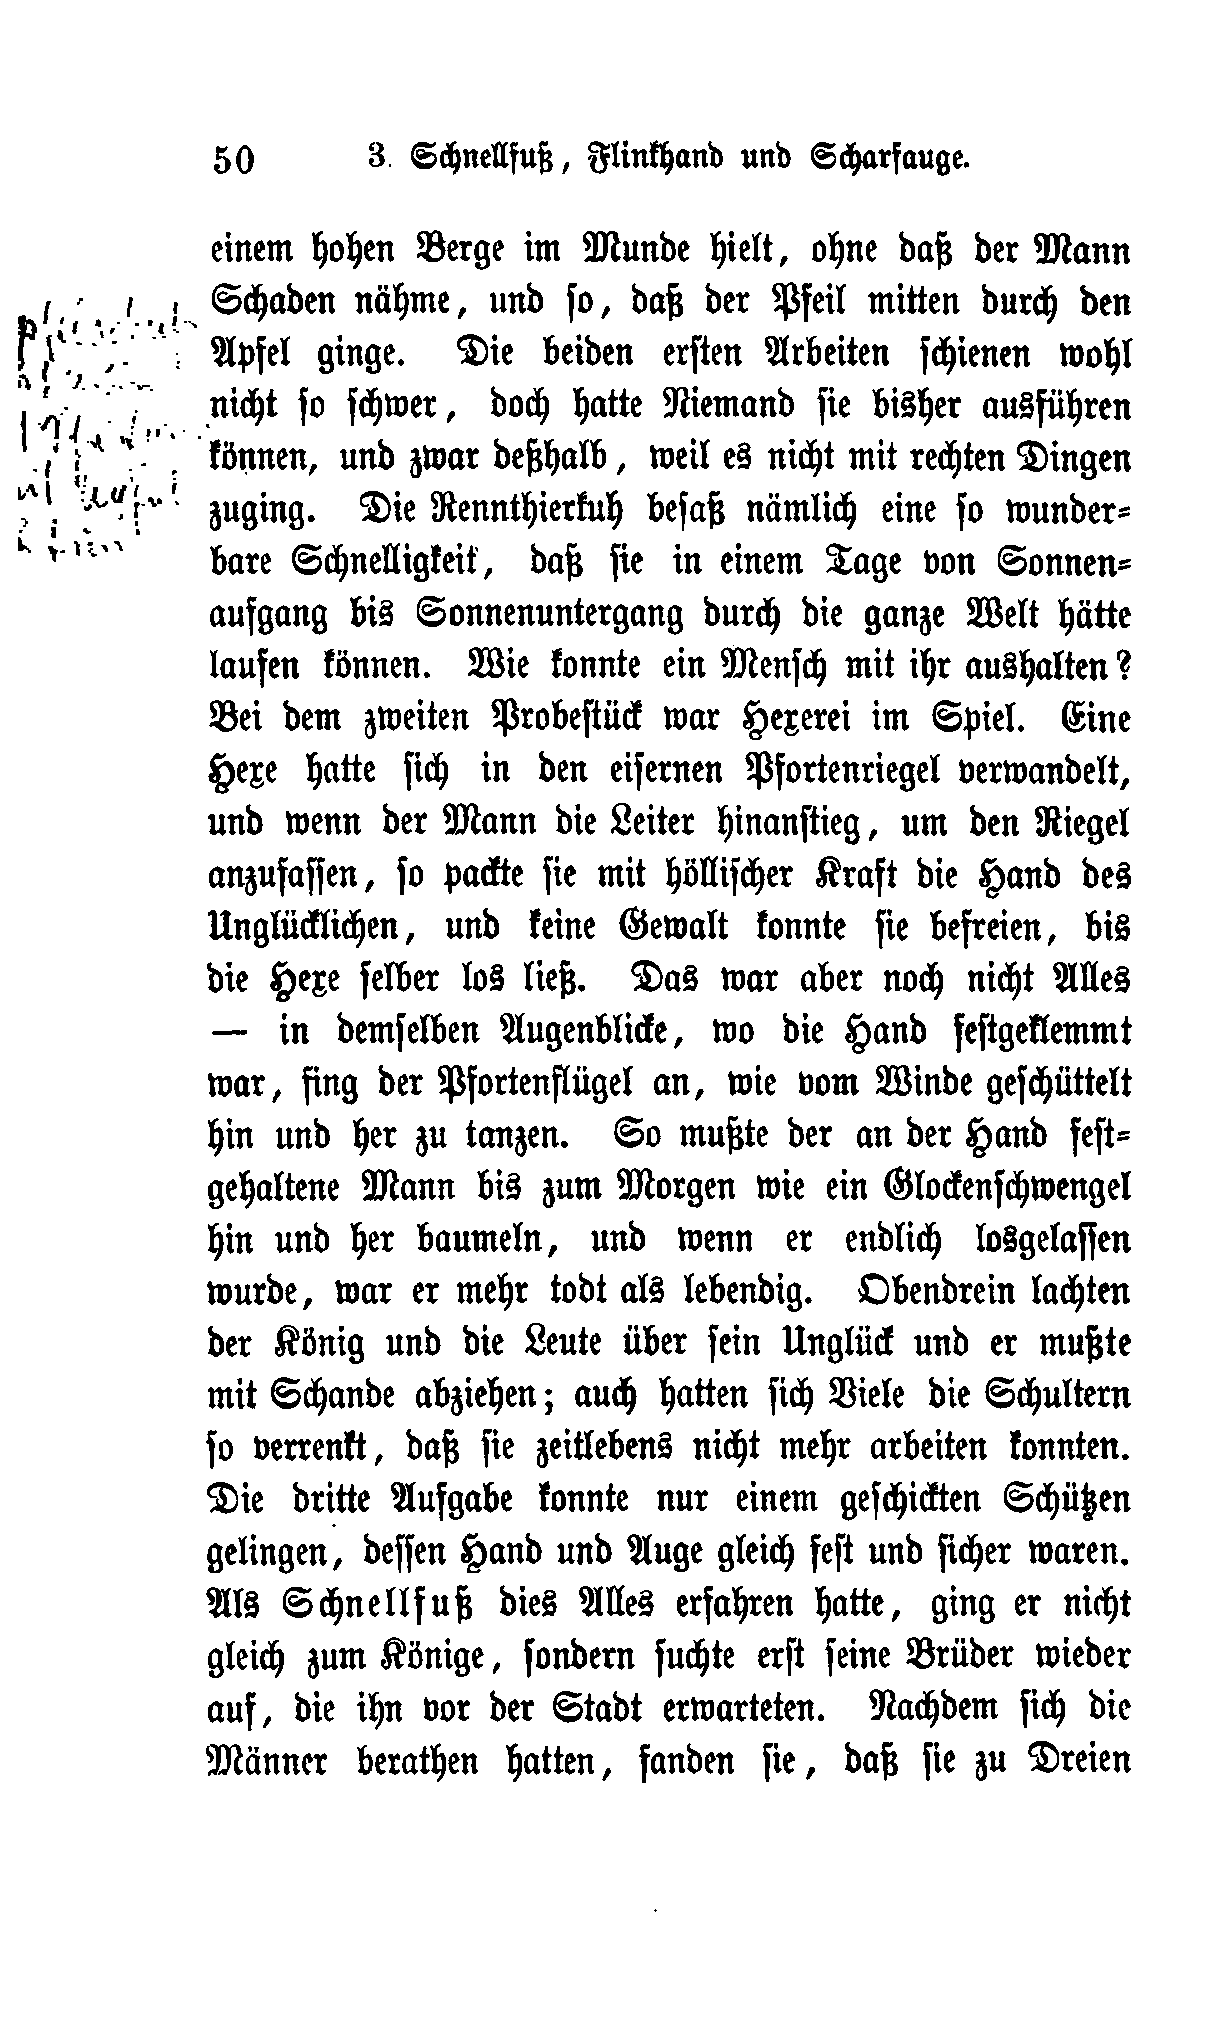 50 3. Schnellfuß, Flinkhand und Scharfauge.
einem hohen Berge im Munde hielt, ohne daß der Mann
Schaden nähme, und so, daß der Pfeil mitten durch den
Apfel ginge. Die beiden ersten Arbeiten schienen wohl
nicht so schwer, doch hatte Niemand sie bisher ausführen
können, und zwar deßhalb, weil es nicht mit rechten Dingen
zuging. Die Rennthierkuh besaß nämlich eine so wunder-
bare Schnelligkeit, daß sie in einem Tage von Sonnen-
aufgang bis Sonnenuntergang durch die ganze Welt hätte
laufen können. Wie konnte ein Mensch mit ihr aushalten?
Bei dem zweiten Probestück war Hexerei im Spiel. Eine
Hexe hatte sich in den eisernen Pfortenriegel verwandelt,
und wenn der Mann die Leiter hinanstieg, um den Riegel
anzufassen, so packte sie mit höllischer Kraft die Hand des
Unglücklichen, und keine Gewalt konnte sie befreien, bis
die Hexe selber los ließ. Das war aber noch nicht Alles
— in demselben Augenblicke, wo die Hand festgeklemmt
war, fing der Pfortenflügel an, wie vom Winde geschüttelt
hin und her zu tanzen. So mußte der an der Hand fest-
gehaltene Mann bis zum Morgen wie ein Glockenschwengel
hin und her baumeln, und wenn er endlich losgelassen
wurde, war er mehr todt als lebendig. Obendrein lachten
der König und die Leute über sein Unglück und er mußte
mit Schande abziehen; auch hatten sich Viele die Schultern
so verrenkt, daß sie zeitlebens nicht mehr arbeiten konnten.
Die dritte Aufgabe konnte nur einem geschickten Schützen
gelingen, dessen Hand und Auge gleich fest und sicher waren.
Als Schnellfuß dies Alles erfahren hatte, ging er nicht
gleich zum Könige, sondern suchte erst seine Brüder wieder
auf, die ihn vor der Stadt erwarteten. Nachdem sich die
Männer berathen hatten, fanden sie, daß sie zu Dreien